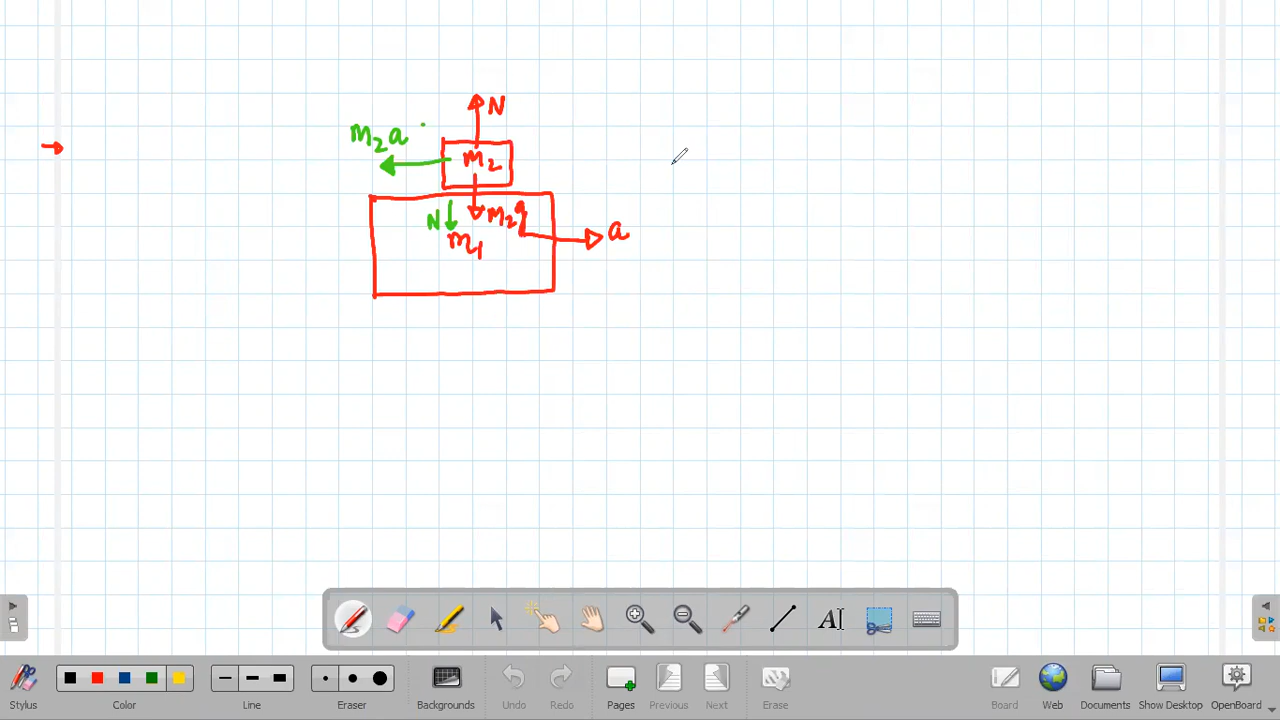 N
m₂a
m₂
N
m₂g
m₁
a
Stylus
Color
Line
Eraser
Backgrounds
Undo
Redo
Pages
Previous
Next
Erase
Board
Web
Documents
Show Desktop
OpenBoard